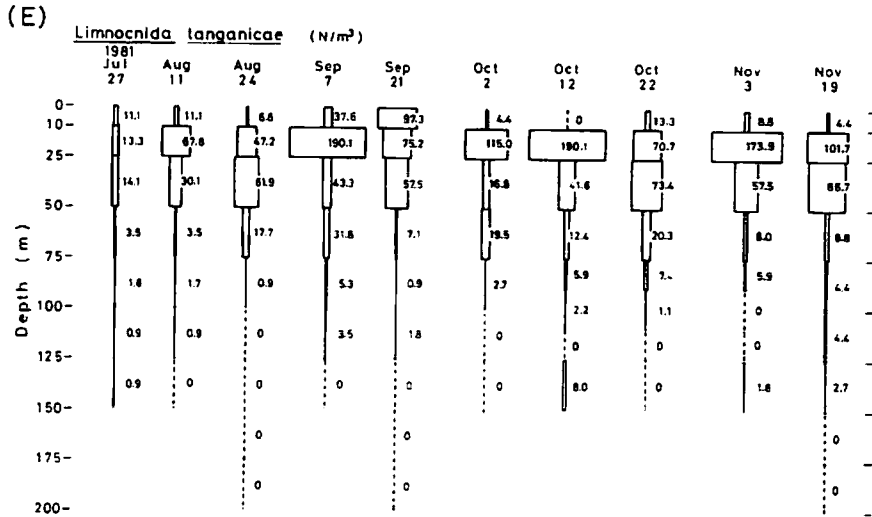 (E)
Limnocnida tanganicae (N/m³)
1981
Jul Aug Aug Sep Sep Oct Oct Oct Nov Nov
27 11 24 7 21 2 12 22 3 19
0-
11.1 11.1 6.8 37.6 97.3 4.4 0 13.3 8.8 4.4
10-
13.3 67.8 47.2 190.1 75.2 115.0 190.1 70.7 173.9 101.7
25-
14.1 30.1 61.9 43.3 57.5 16.8 41.6 73.4 57.5 86.7
50-
3.5 3.5 17.7 31.8 7.1 19.5 12.4 20.3 8.0 8.8
75-
1.8 1.7 0.9 5.3 0.9 2.7 5.9 7.4 5.9 4.4
100-
2.2 1.1 0
0.9 0.9 0 3.5 1.8 0 0 0 0 4.4
125-
0.9 0 0 0 0 0 8.0 0 1.8 2.7
150-
0 0 0
175-
0 0 0
200-
Depth (m)